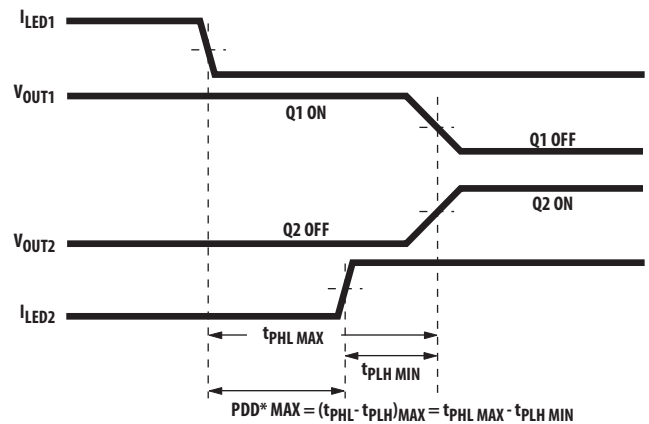 ILED1
VOUT1
Q1 ON
Q1 OFF
Q2 ON
Q2 OFF
VOUT2
ILED2
tPHL MAX
tPLH MIN
PDD* MAX = (tPHL- tPLH)MAX = tPHL MAX - tPLH MIN